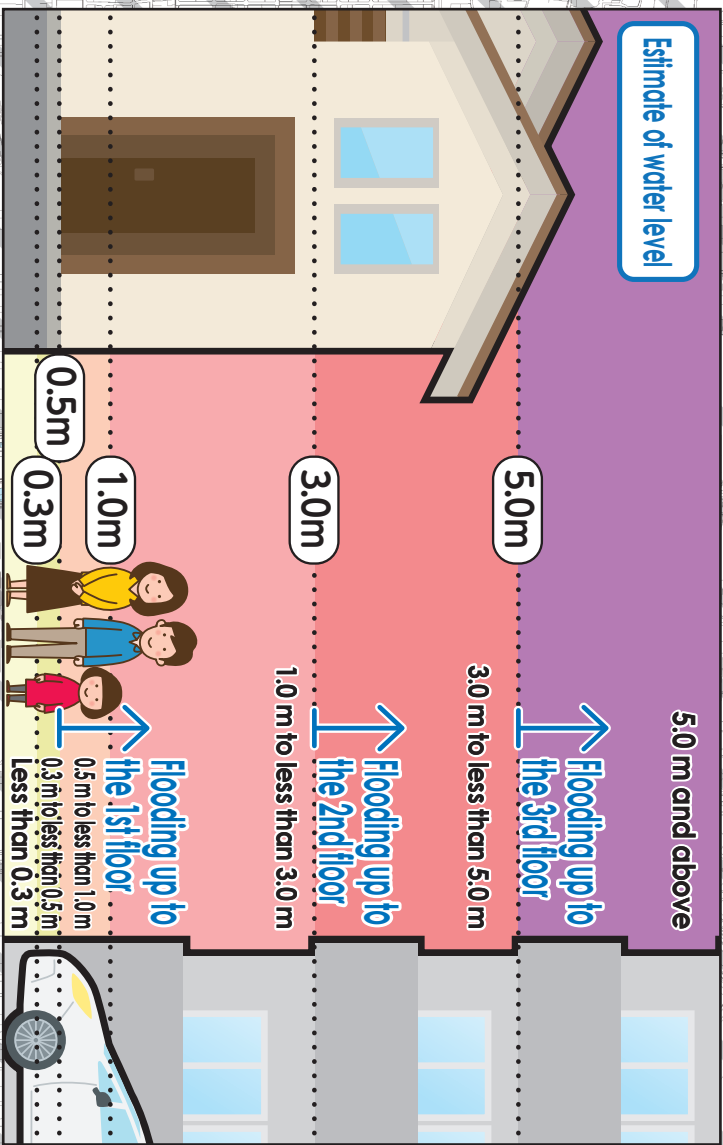 Estimate of water level
5.0 m and above
Flooding up to
the 3rd floor
5.0m
3.0 m to less than 5.0 m
Flooding up to
the 2nd floor
3.0m
1.0 m to less than 3.0 m
Flooding up to
the 1st floor
1.0m
0.5 m to less than 1.0 m
0.5m
0.3 m to less than 0.5 m
0.3m
Less than 0.3 m